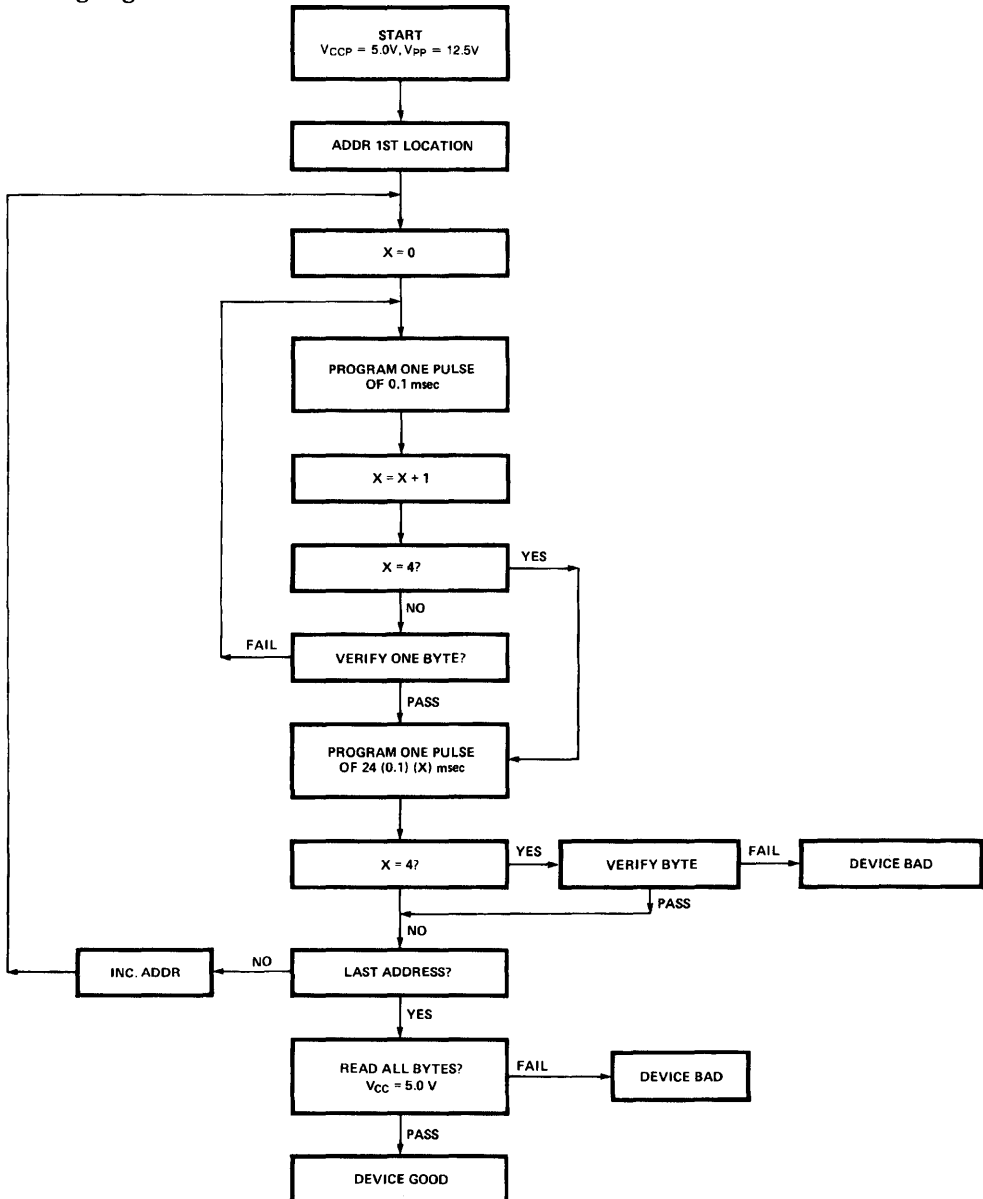 START
VCCP = 5.0V, VPP = 12.5V
ADDR 1ST LOCATION
X = 0
PROGRAM ONE PULSE
OF 0.1 msec
X = X + 1
X = 4?
YES
NO
FAIL
VERIFY ONE BYTE?
PASS
PROGRAM ONE PULSE
OF 24 (0.1) (X) msec
X = 4?
YES
VERIFY BYTE
FAIL
DEVICE BAD
PASS
NO
INC. ADDR
NO
LAST ADDRESS?
YES
READ ALL BYTES?
VCC = 5.0 V
FAIL
DEVICE BAD
PASS
DEVICE GOOD